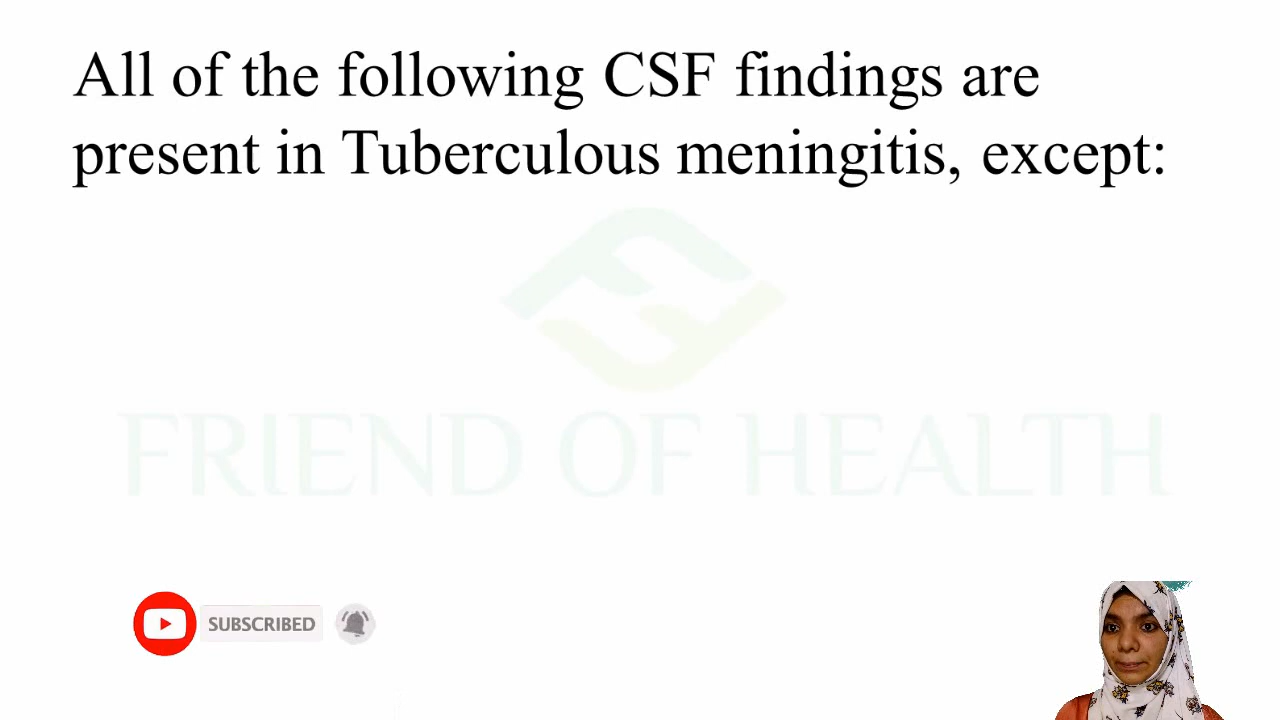 All of the following CSF findings are
present in Tuberculous meningitis, except:
FRIEND OF HEALTH
SUBSCRIBED